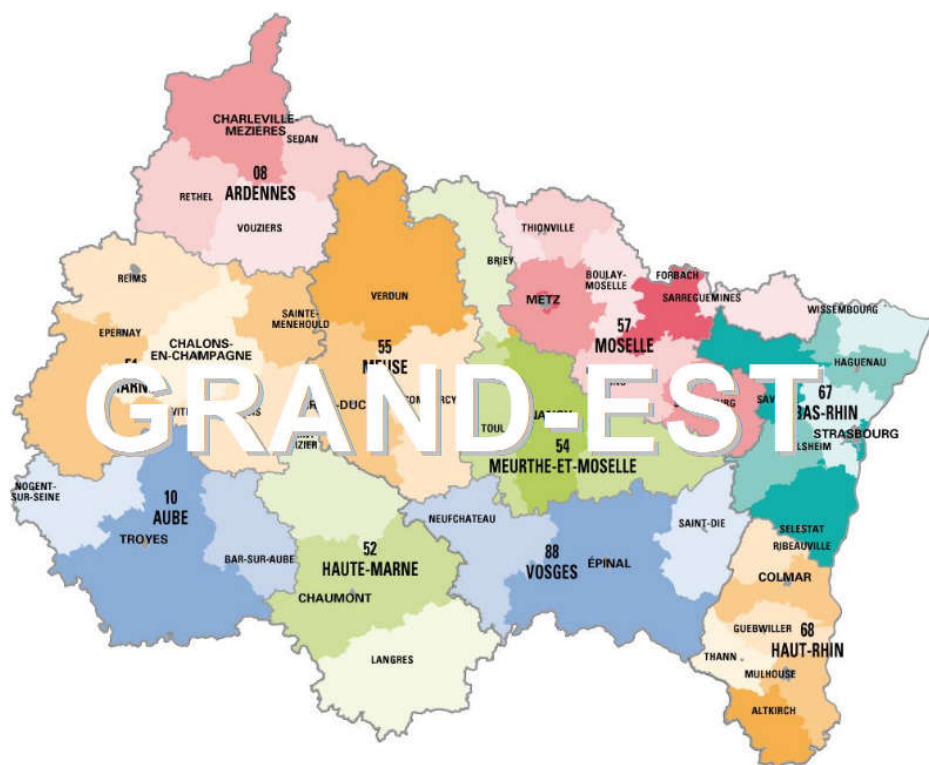 CHARLEVILLE-
MEZIÈRES
SEDAN
08
ARDENNES
RETHEL
VOUZIERS
THIONVILLE
BRIEY
REIMS
BOULAY-
MOSELLE
FORBACH
METZ
SARREGUEMINES
VERDUN
WISSEMBOURG
SAINTE-
MENEHOULD
EPERNAY
57
MOSELLE
CHALONS-
EN-CHAMPAGNE
55
MEUSE
HAGUENAU
GRAND-EST
67
BAS-RHIN
TOUL
STRASBOURG
54
MEURTHE-ET-MOSELLE
NOGENT-
SUR-SEINE
10
AUBE
NEUFCHATEAU
SAINT-DIE
SELESTAT
TROYES
RIBEAUVILLE
BAR-SUR-AUBE
52
HAUTE-MARNE
88
VOSGES
ÉPINAL
COLMAR
CHAUMONT
GUEBWILLER
68
HAUT-RHIN
THANN
LANGRES
MULHOUSE
ALTKIRCH